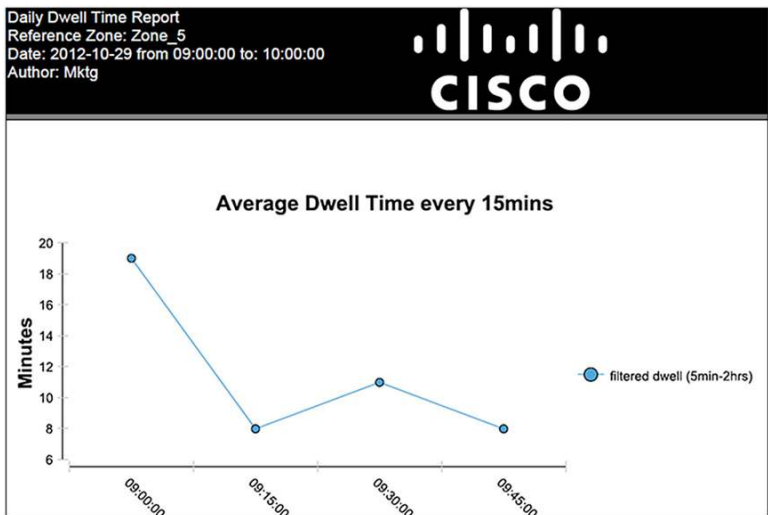 Daily Dwell Time Report
Reference Zone: Zone_5
Date: 2012-10-29 from 09:00:00 to: 10:00:00
Author: Mktg
CISCO
Average Dwell Time every 15mins
20
18
16
14
12
10
8
6
Minutes
filtered dwell (5min-2hrs)
09:00:00
09:15:00
09:30:00
09:45:00